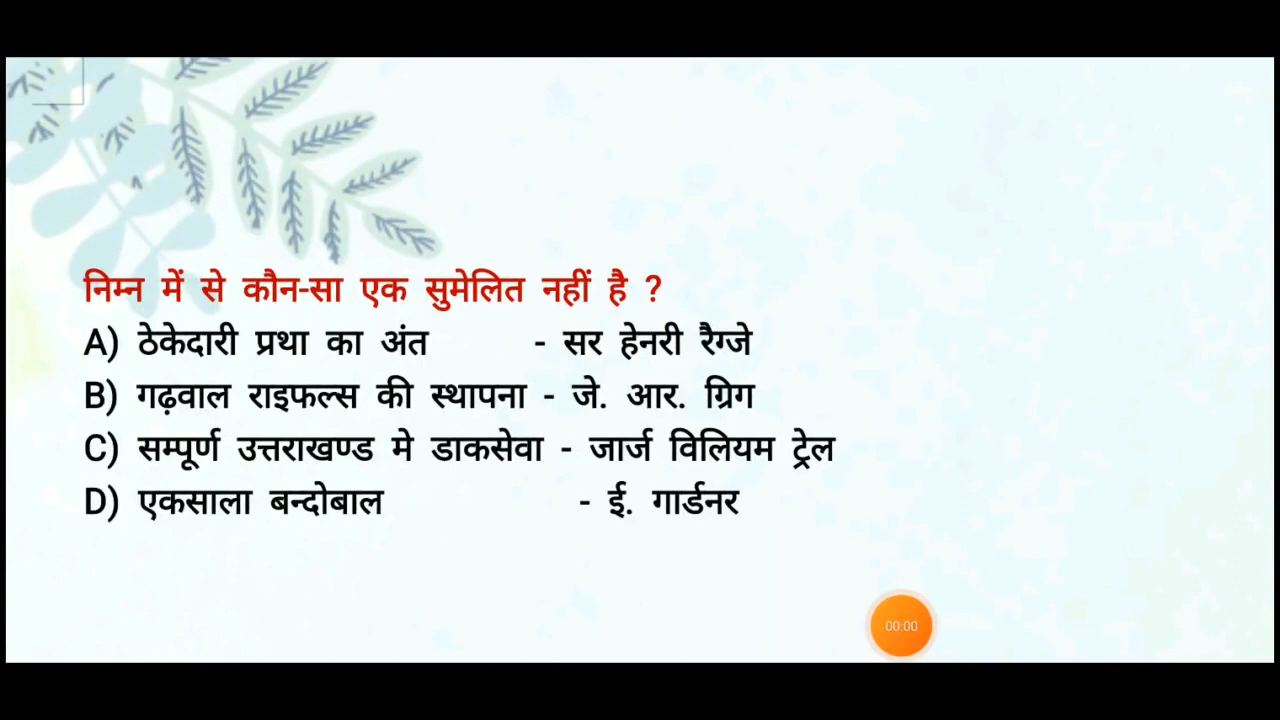 निम्न में से कौन-सा एक सुमेलित नहीं है ?
A) ठेकेदारी प्रथा का अंत - सर हेनरी रैग्जे
B) गढ़वाल राइफल्स की स्थापना - जे. आर. ग्रिग
C) सम्पूर्ण उत्तराखण्ड मे डाकसेवा - जार्ज विलियम ट्रेल
D) एकसाला बन्दोबाल - ई. गार्डनर
00:00